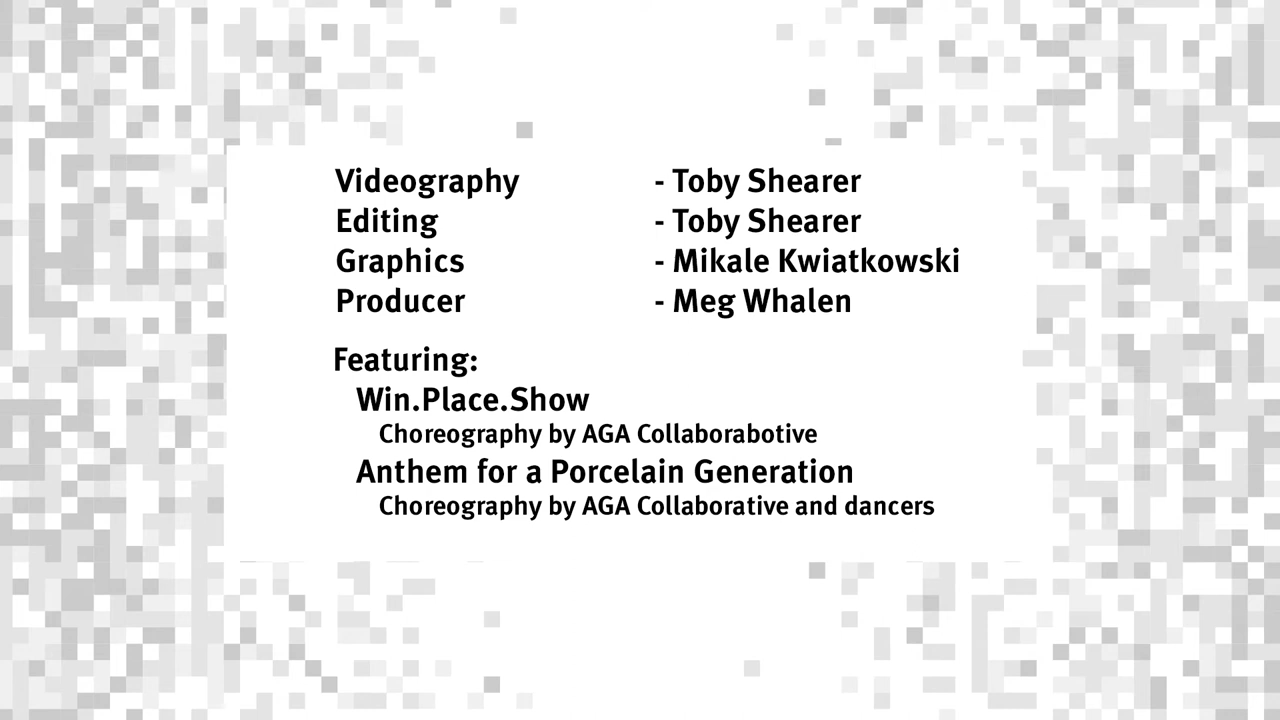 Videography - Toby Shearer
Editing - Toby Shearer
Graphics - Mikale Kwiatkowski
Producer - Meg Whalen
Featuring:
Win.Place.Show
Choreography by AGA Collaborabotive
Anthem for a Porcelain Generation
Choreography by AGA Collaborative and dancers